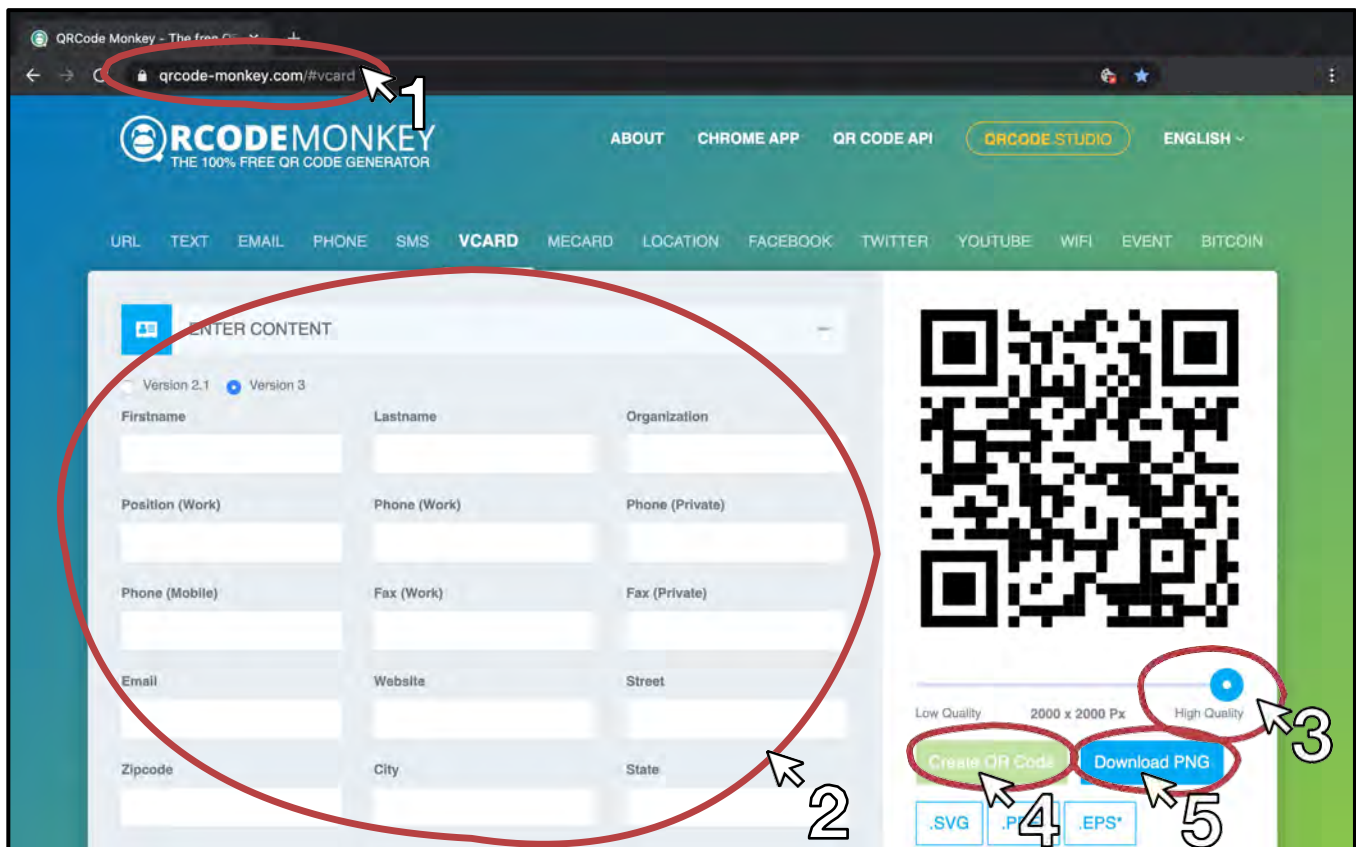 QRCode Monkey - The free
qrcode-monkey.com/#vcard
1
RCODEMONKEY
THE 100% FREE QR CODE GENERATOR
ABOUT CHROME APP QR CODE API QRCODE STUDIO ENGLISH
URL TEXT EMAIL PHONE SMS VCARD MECARD LOCATION FACEBOOK TWITTER YOUTUBE WIFI EVENT BITCOIN
ENTER CONTENT
Version 2.1 Version 3
Firstname Lastname Organization
Position (Work) Phone (Work) Phone (Private)
Phone (Mobile) Fax (Work) Fax (Private)
Email Website Street
Zipcode City State
2
Low Quality 2000 x 2000 Px High Quality
3
Create QR Code Download PNG
4 5
.SVG .EPS*